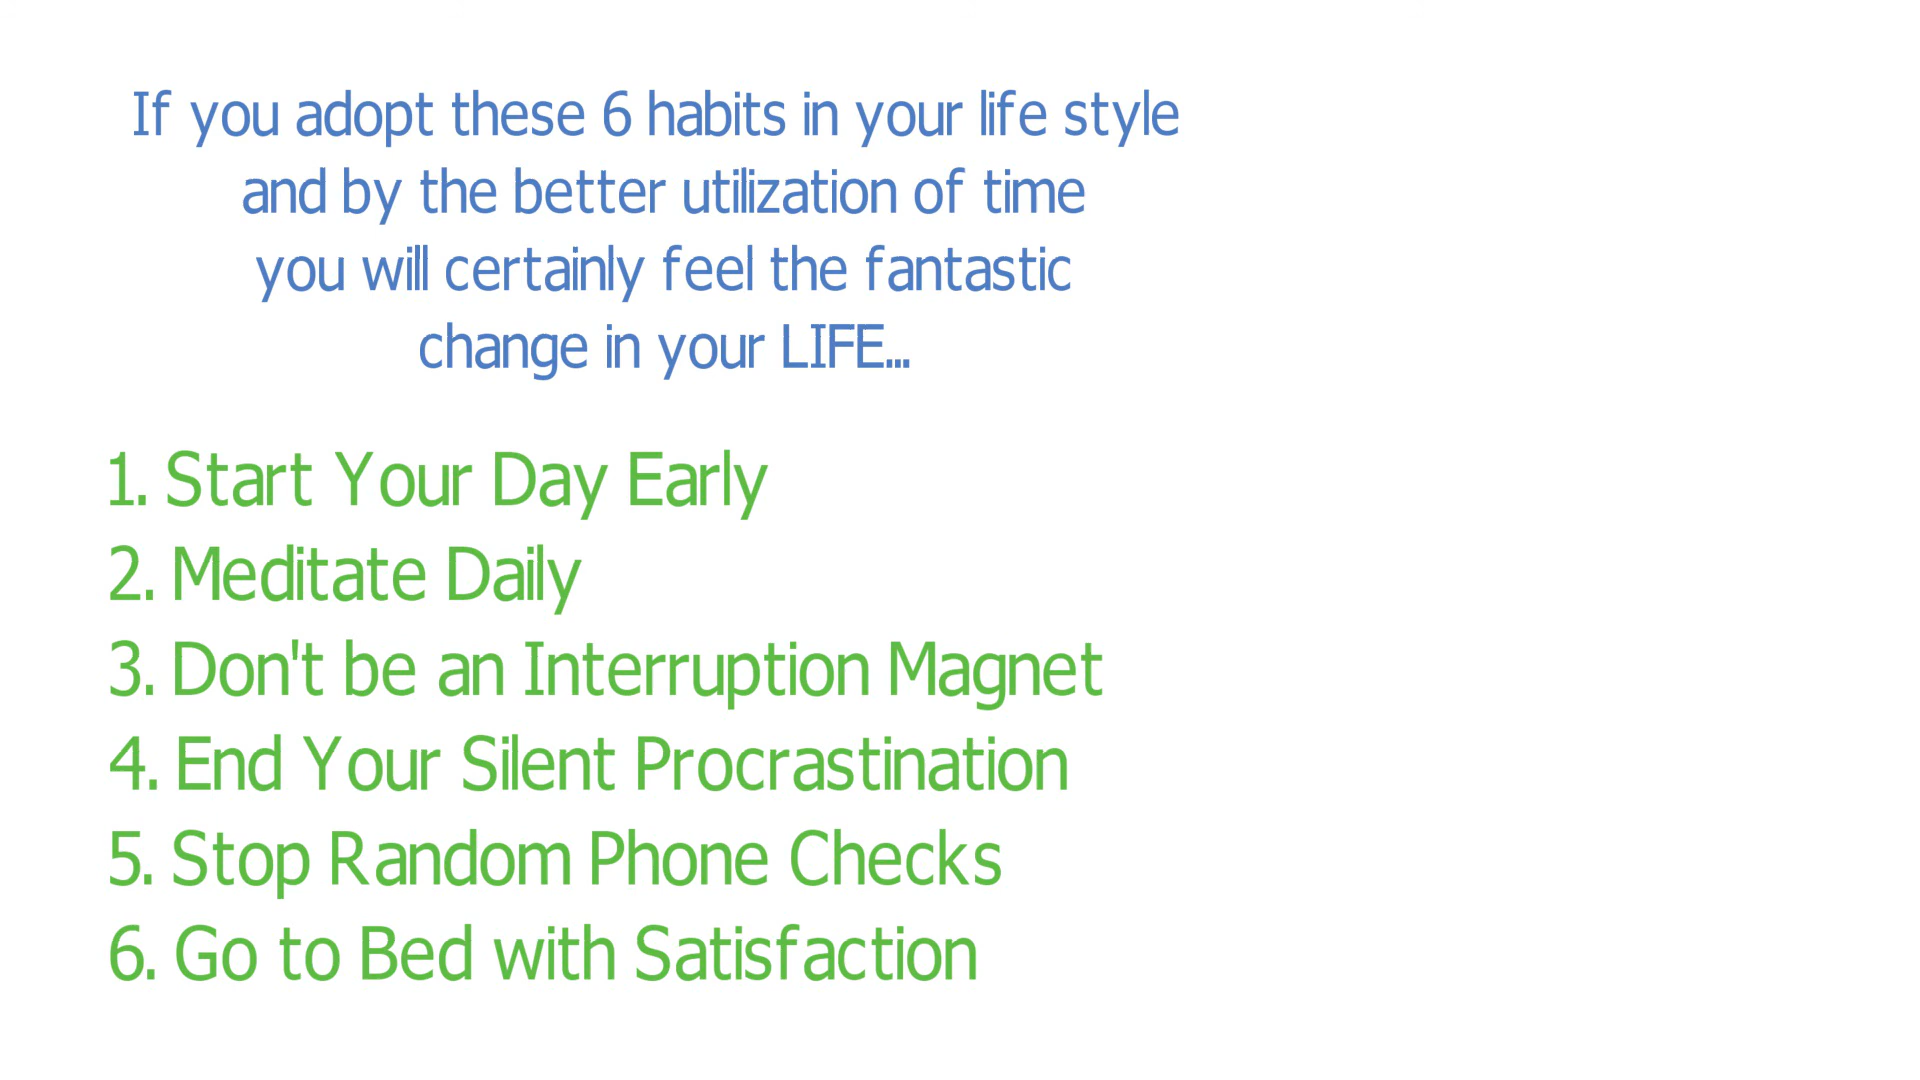 If you adopt these 6 habits in your life style
and by the better utilization of time
you will certainly feel the fantastic
change in your LIFE...
1. Start Your Day Early
2. Meditate Daily
3. Don't be an Interruption Magnet
4. End Your Silent Procrastination
5. Stop Random Phone Checks
6. Go to Bed with Satisfaction